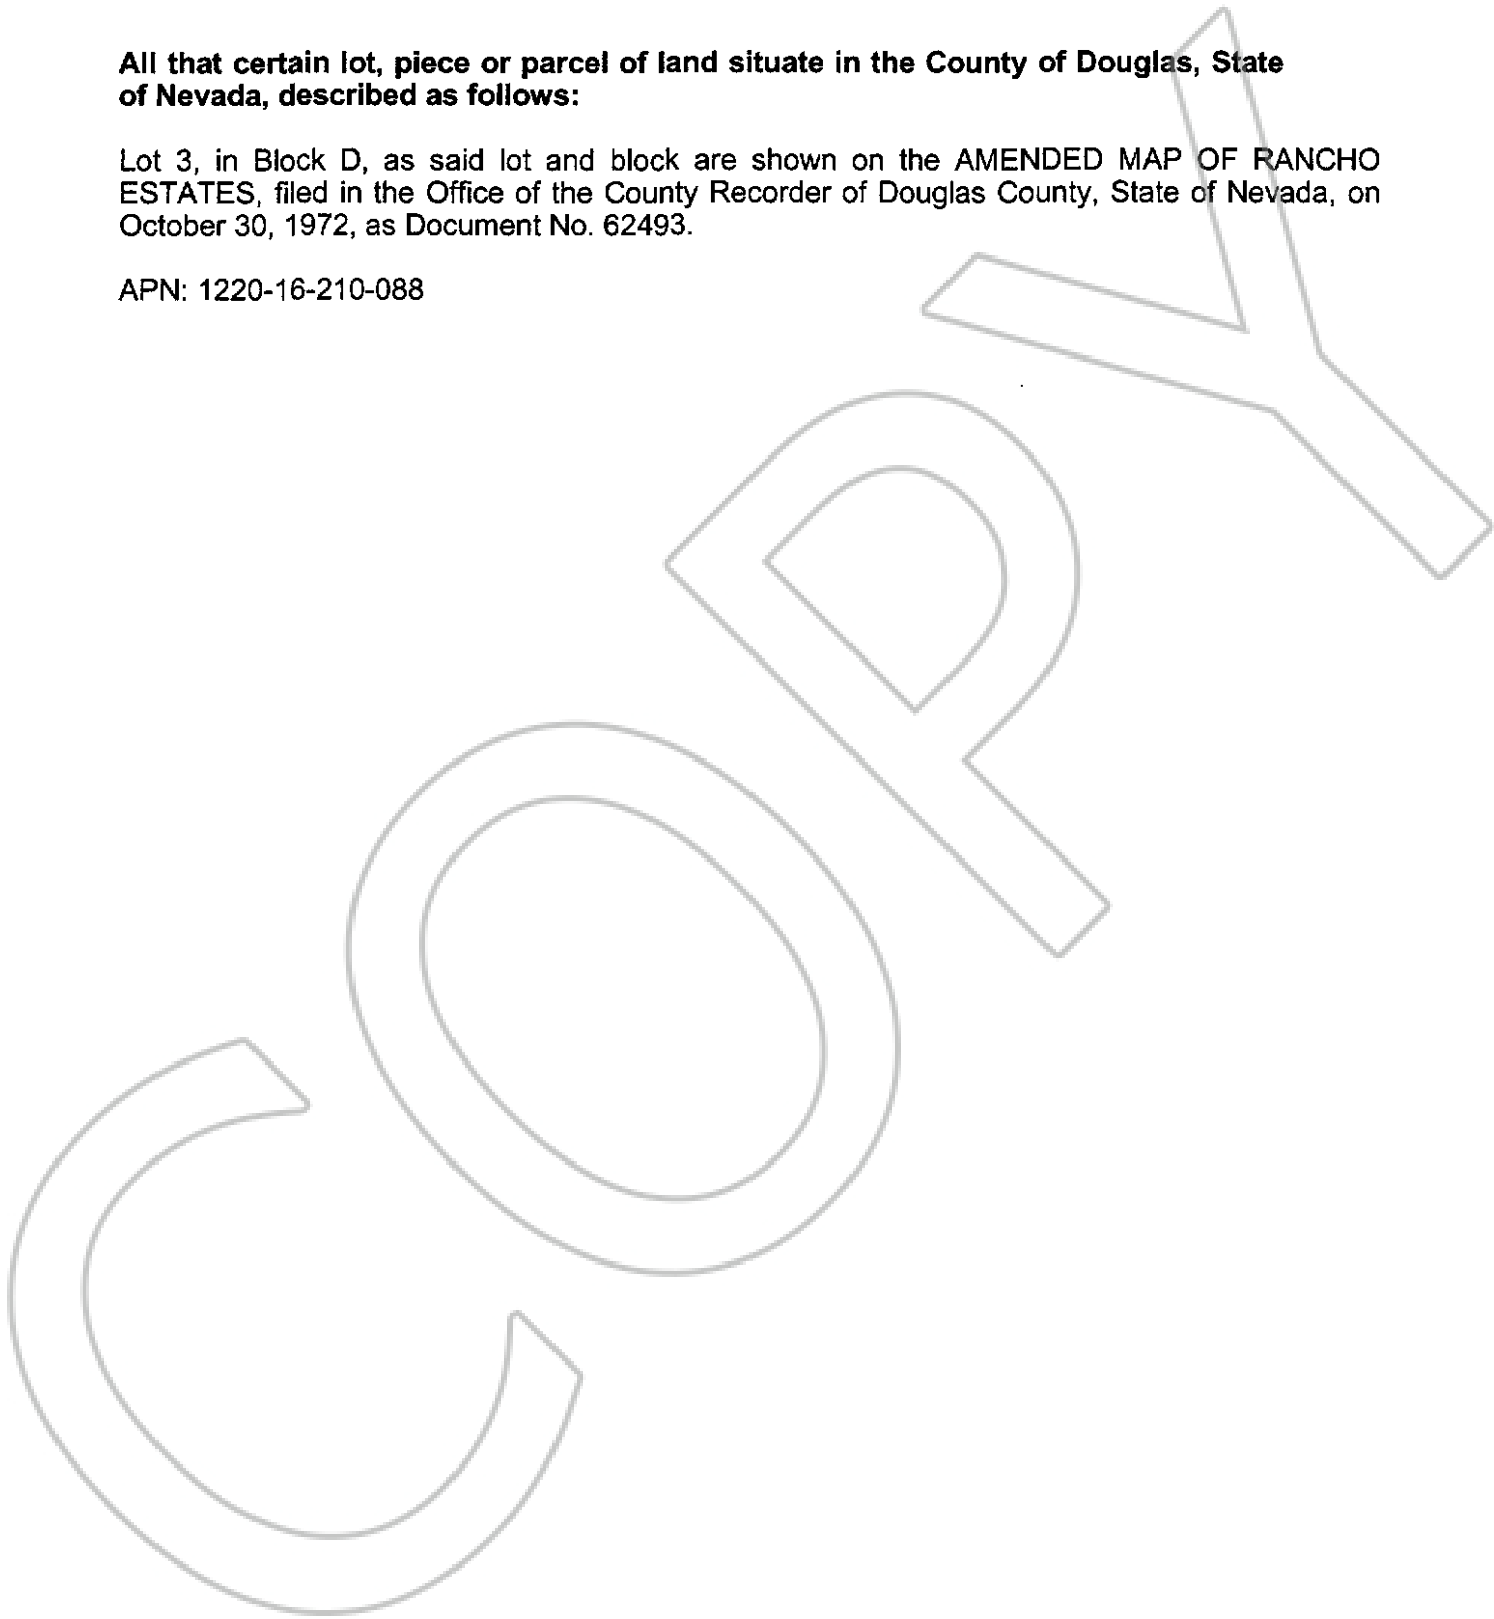 All that certain lot, piece or parcel of land situate in the County of Douglas, State
of Nevada, described as follows:
Lot 3, in Block D, as said lot and block are shown on the AMENDED MAP OF RANCHO
ESTATES, filed in the Office of the County Recorder of Douglas County, State of Nevada, on
October 30, 1972, as Document No. 62493.
APN: 1220-16-210-088
COPY